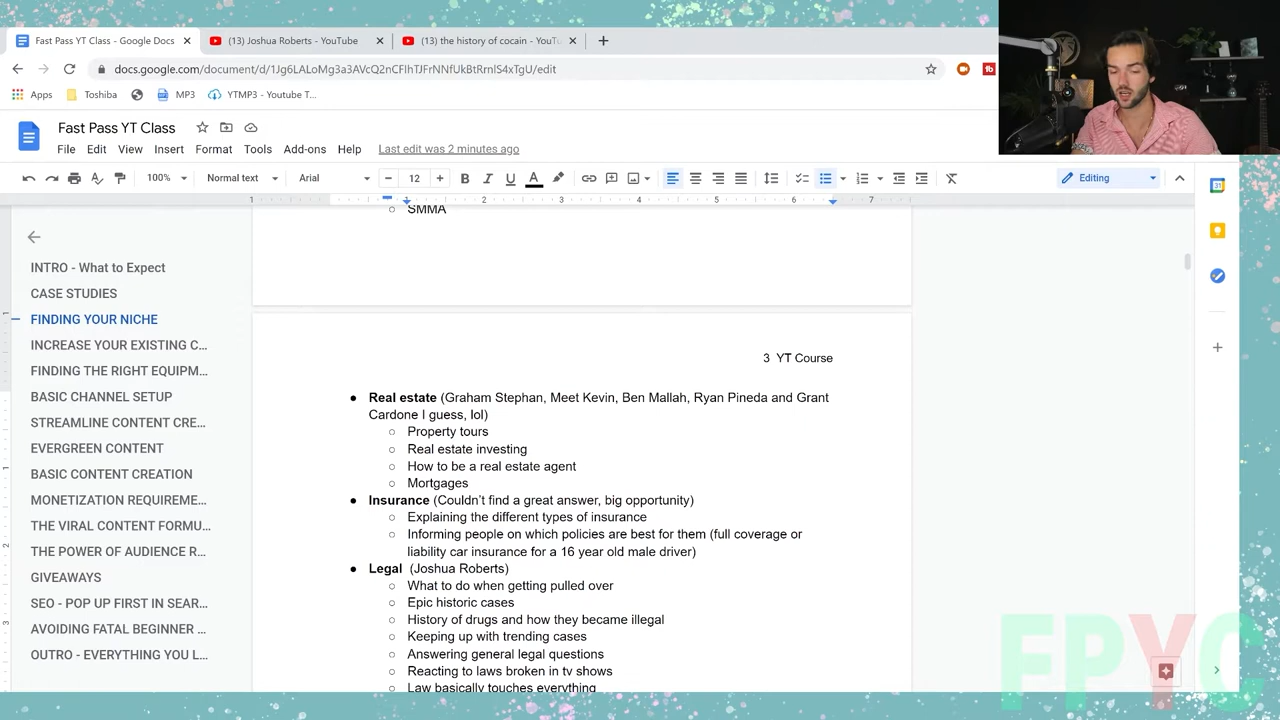 Fast Pass YT Class - Google Docs
(13) Joshua Roberts - YouTube
(13) the history of cocain - YouTu
Apps
Toshiba
MP3
YTMP3 - Youtube T...
Fast Pass YT Class
File Edit View Insert Format Tools Add-ons Help Last edit was 2 minutes ago
100% Normal text Arial 12 Editing
1 1 2 3 4 5 6 7
INTRO - What to Expect
CASE STUDIES
FINDING YOUR NICHE
INCREASE YOUR EXISTING C...
FINDING THE RIGHT EQUIPM...
BASIC CHANNEL SETUP
STREAMLINE CONTENT CRE...
EVERGREEN CONTENT
BASIC CONTENT CREATION
MONETIZATION REQUIREME...
THE VIRAL CONTENT FORMU...
THE POWER OF AUDIENCE R...
GIVEAWAYS
SEO - POP UP FIRST IN SEAR...
AVOIDING FATAL BEGINNER ...
OUTRO - EVERYTHING YOU L...
SMMA
3 YT Course
Real estate (Graham Stephan, Meet Kevin, Ben Mallah, Ryan Pineda and Grant
Cardone I guess, lol)
Property tours
Real estate investing
How to be a real estate agent
Mortgages
Insurance (Couldn't find a great answer, big opportunity)
Explaining the different types of insurance
Informing people on which policies are best for them (full coverage or
liability car insurance for a 16 year old male driver)
Legal (Joshua Roberts)
What to do when getting pulled over
Epic historic cases
History of drugs and how they became illegal
Keeping up with trending cases
Answering general legal questions
Reacting to laws broken in tv shows
Law basically touches everything
FPYC